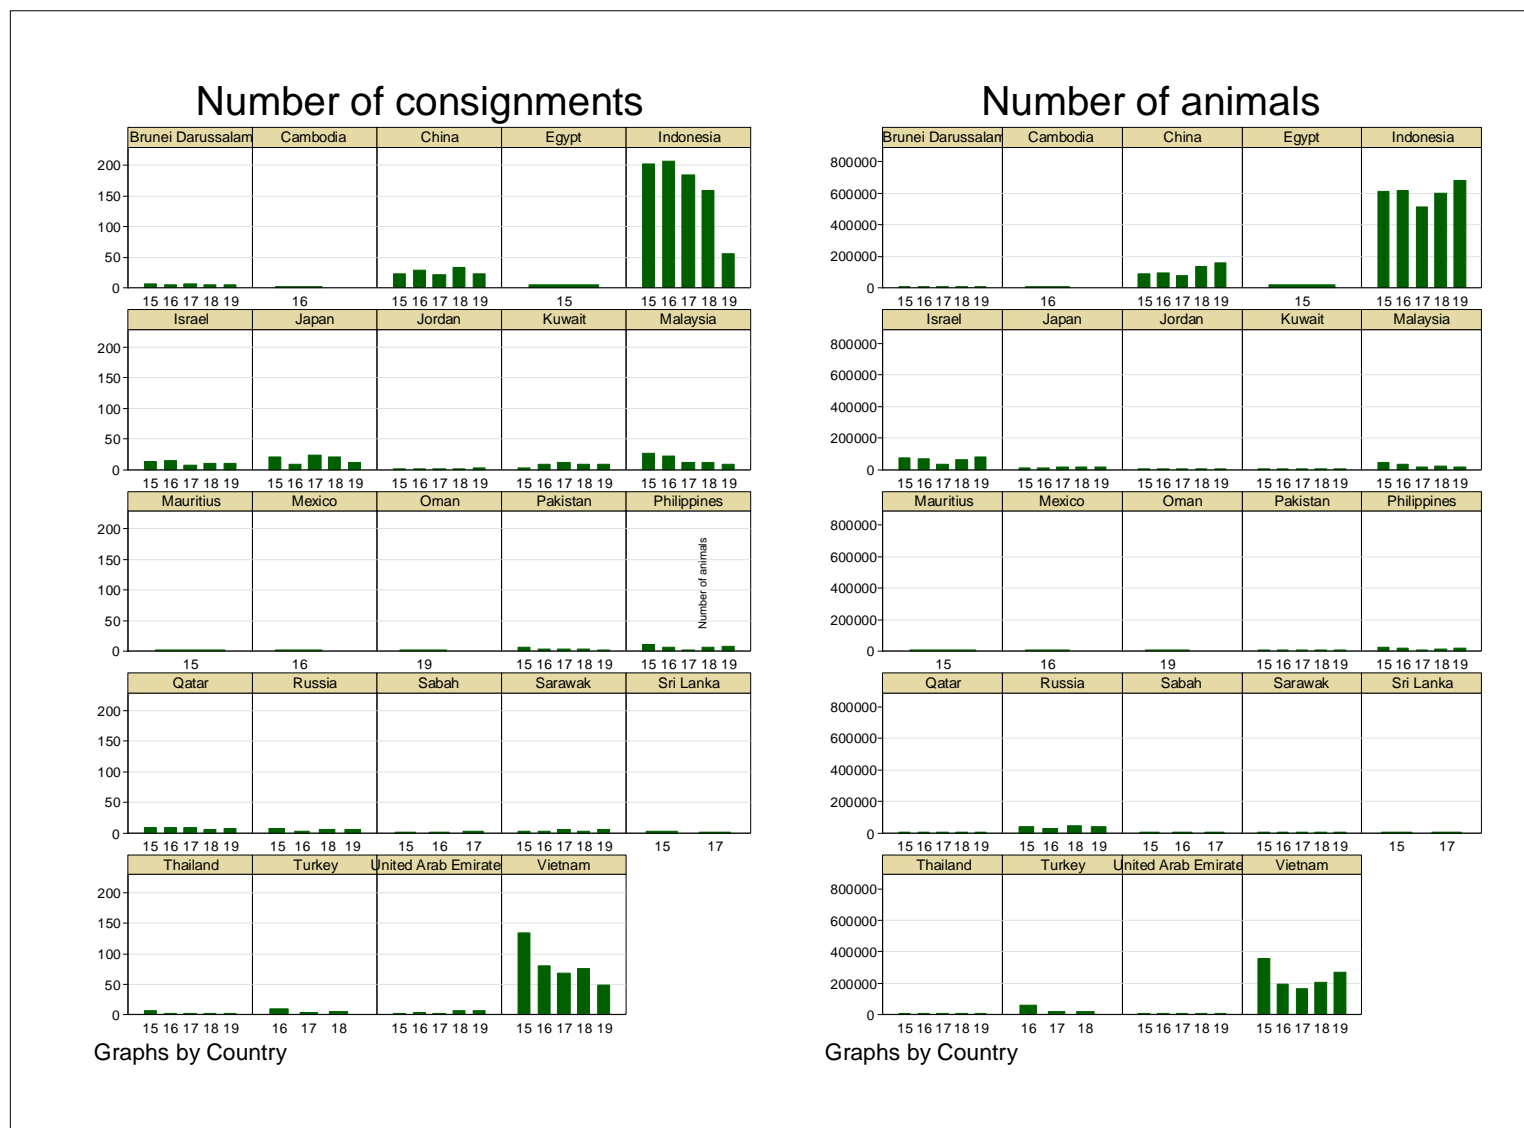 Number of consignments
Brunei Darussalam Cambodia China Egypt Indonesia
200
150
100
50
0
15 16 17 18 19 16 15 16 17 18 19 15 15 16 17 18 19
Israel Japan Jordan Kuwait Malaysia
200
150
100
50
0
15 16 17 18 19 15 16 17 18 19 15 16 17 18 19 15 16 17 18 19 15 16 17 18 19
Mauritius Mexico Oman Pakistan Philippines
200
150
100
50
0
Number of animals
15 16 19 15 16 17 18 19 15 16 17 18 19
Qatar Russia Sabah Sarawak Sri Lanka
200
150
100
50
0
15 16 17 18 19 15 16 18 19 15 16 17 15 16 17 18 19 15 17
Thailand Turkey United Arab Emirate Vietnam
200
150
100
50
0
15 16 17 18 19 16 17 18 15 16 17 18 19 15 16 17 18 19
Graphs by Country
Number of animals
Brunei Darussalam Cambodia China Egypt Indonesia
800000
600000
400000
200000
0
15 16 17 18 19 16 15 16 17 18 19 15 15 16 17 18 19
Israel Japan Jordan Kuwait Malaysia
800000
600000
400000
200000
0
15 16 17 18 19 15 16 17 18 19 15 16 17 18 19 15 16 17 18 19 15 16 17 18 19
Mauritius Mexico Oman Pakistan Philippines
800000
600000
400000
200000
0
15 16 19 15 16 17 18 19 15 16 17 18 19
Qatar Russia Sabah Sarawak Sri Lanka
800000
600000
400000
200000
0
15 16 17 18 19 15 16 18 19 15 16 17 15 16 17 18 19 15 17
Thailand Turkey United Arab Emirate Vietnam
800000
600000
400000
200000
0
15 16 17 18 19 16 17 18 15 16 17 18 19 15 16 17 18 19
Graphs by Country